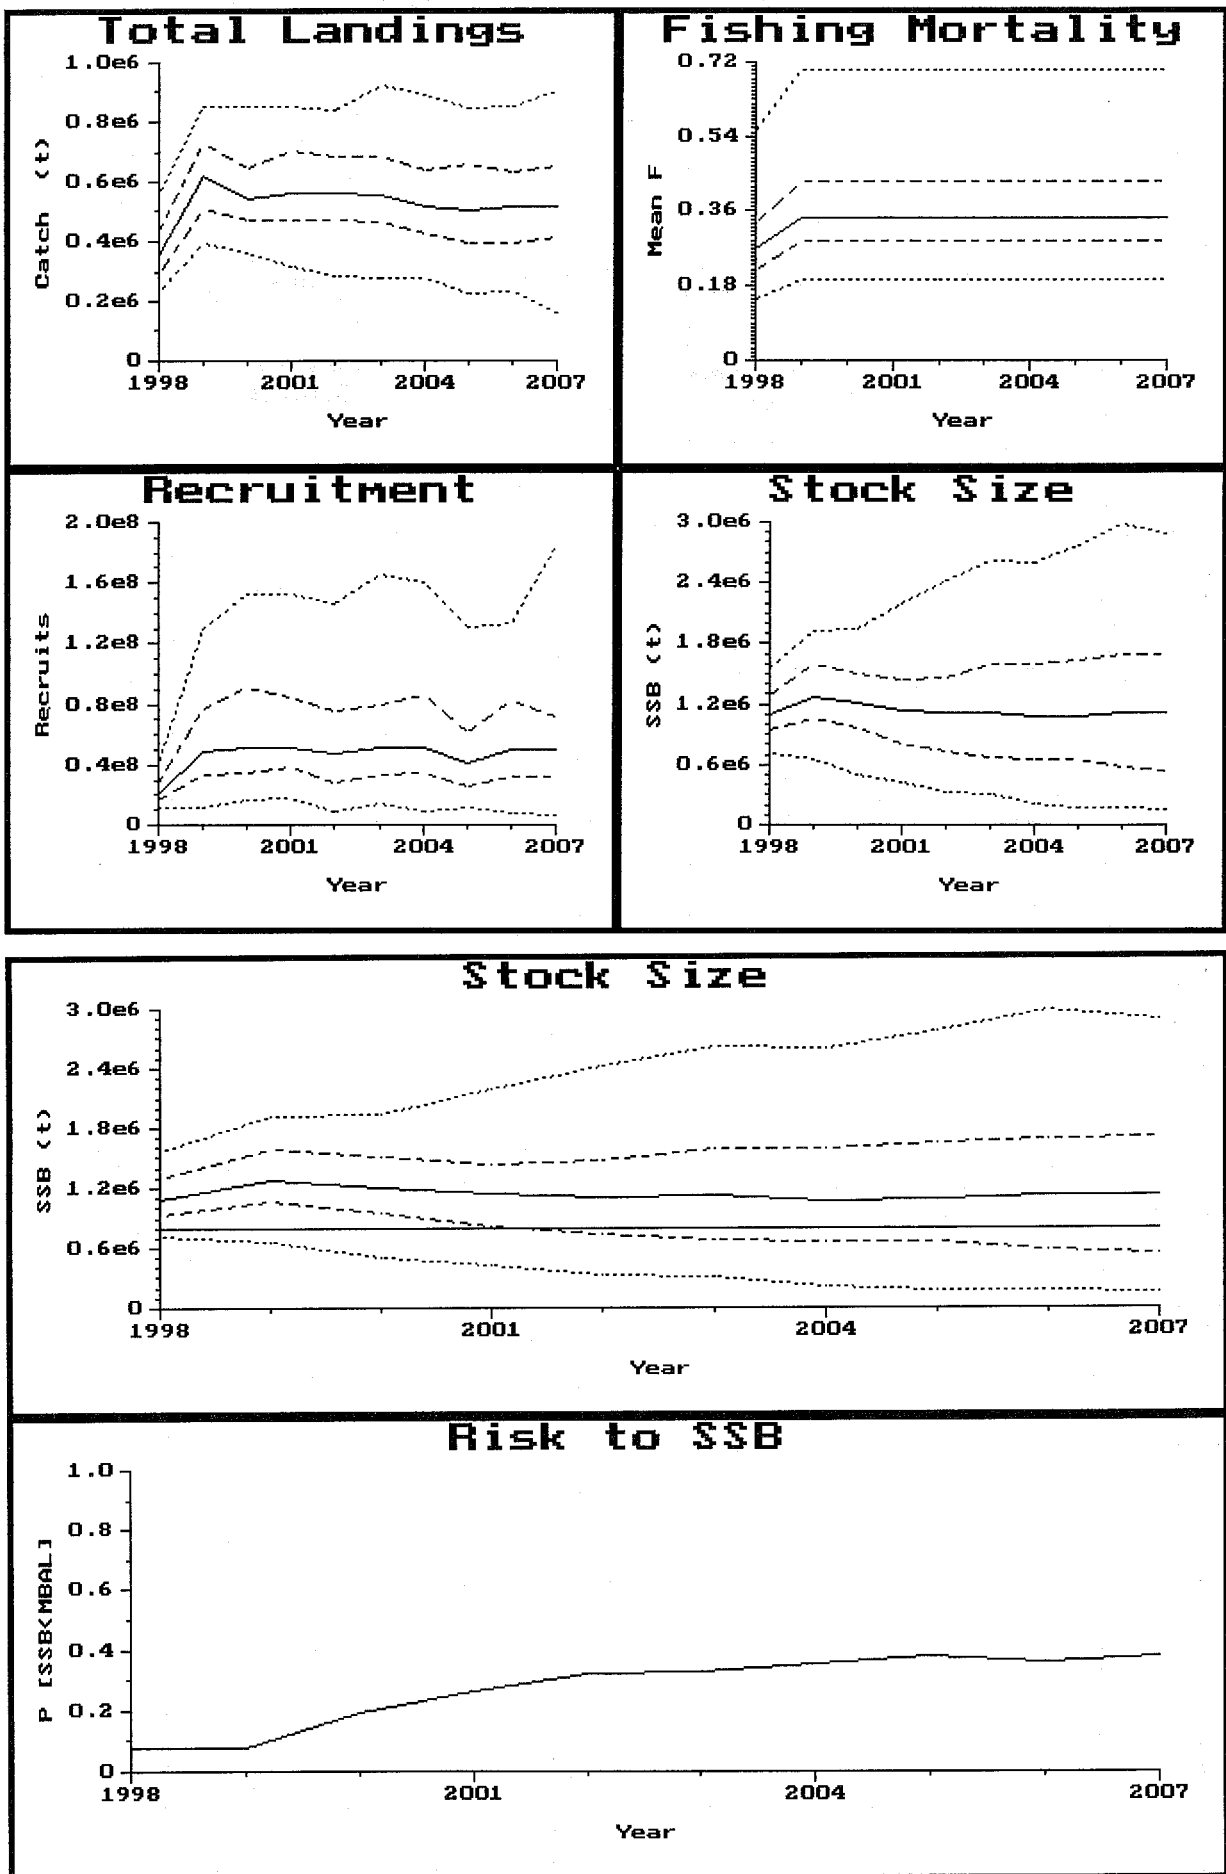 Total Landings
Catch (t)
1.0e6
0.8e6
0.6e6
0.4e6
0.2e6
0
1998 2001 2004 2007
Year
Fishing Mortality
Mean F
0.72
0.54
0.36
0.18
0
1998 2001 2004 2007
Year
Recruitment
Recruits
2.0e8
1.6e8
1.2e8
0.8e8
0.4e8
0
1998 2001 2004 2007
Year
Stock Size
SSB (t)
3.0e6
2.4e6
1.8e6
1.2e6
0.6e6
0
1998 2001 2004 2007
Year
Stock Size
SSB (t)
3.0e6
2.4e6
1.8e6
1.2e6
0.6e6
0
1998 2001 2004 2007
Year
Risk to SSB
P [SSB<MBAL]
1.0
0.8
0.6
0.4
0.2
0
1998 2001 2004 2007
Year